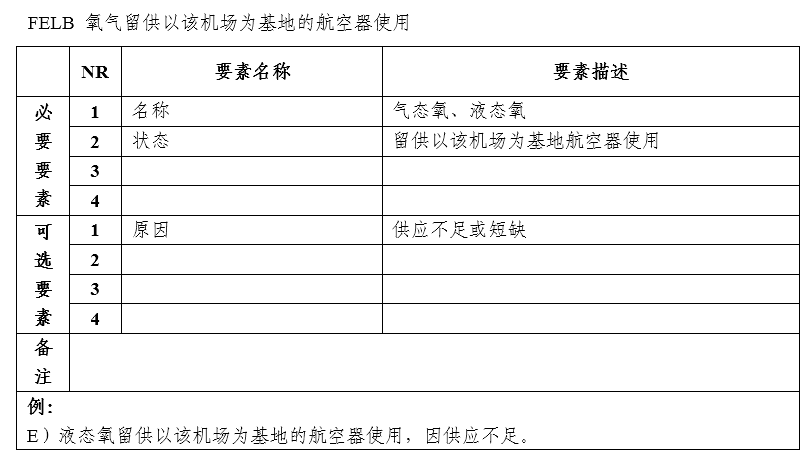 FELB 氧气留供以该机场为基地的航空器使用
NR 要素名称 要素描述
必要要素
1 名称 气态氧、液态氧
2 状态 留供以该机场为基地航空器使用
3
4
可选要素
1 原因 供应不足或短缺
2
3
4
备注
例：
E）液态氧留供以该机场为基地的航空器使用，因供应不足。